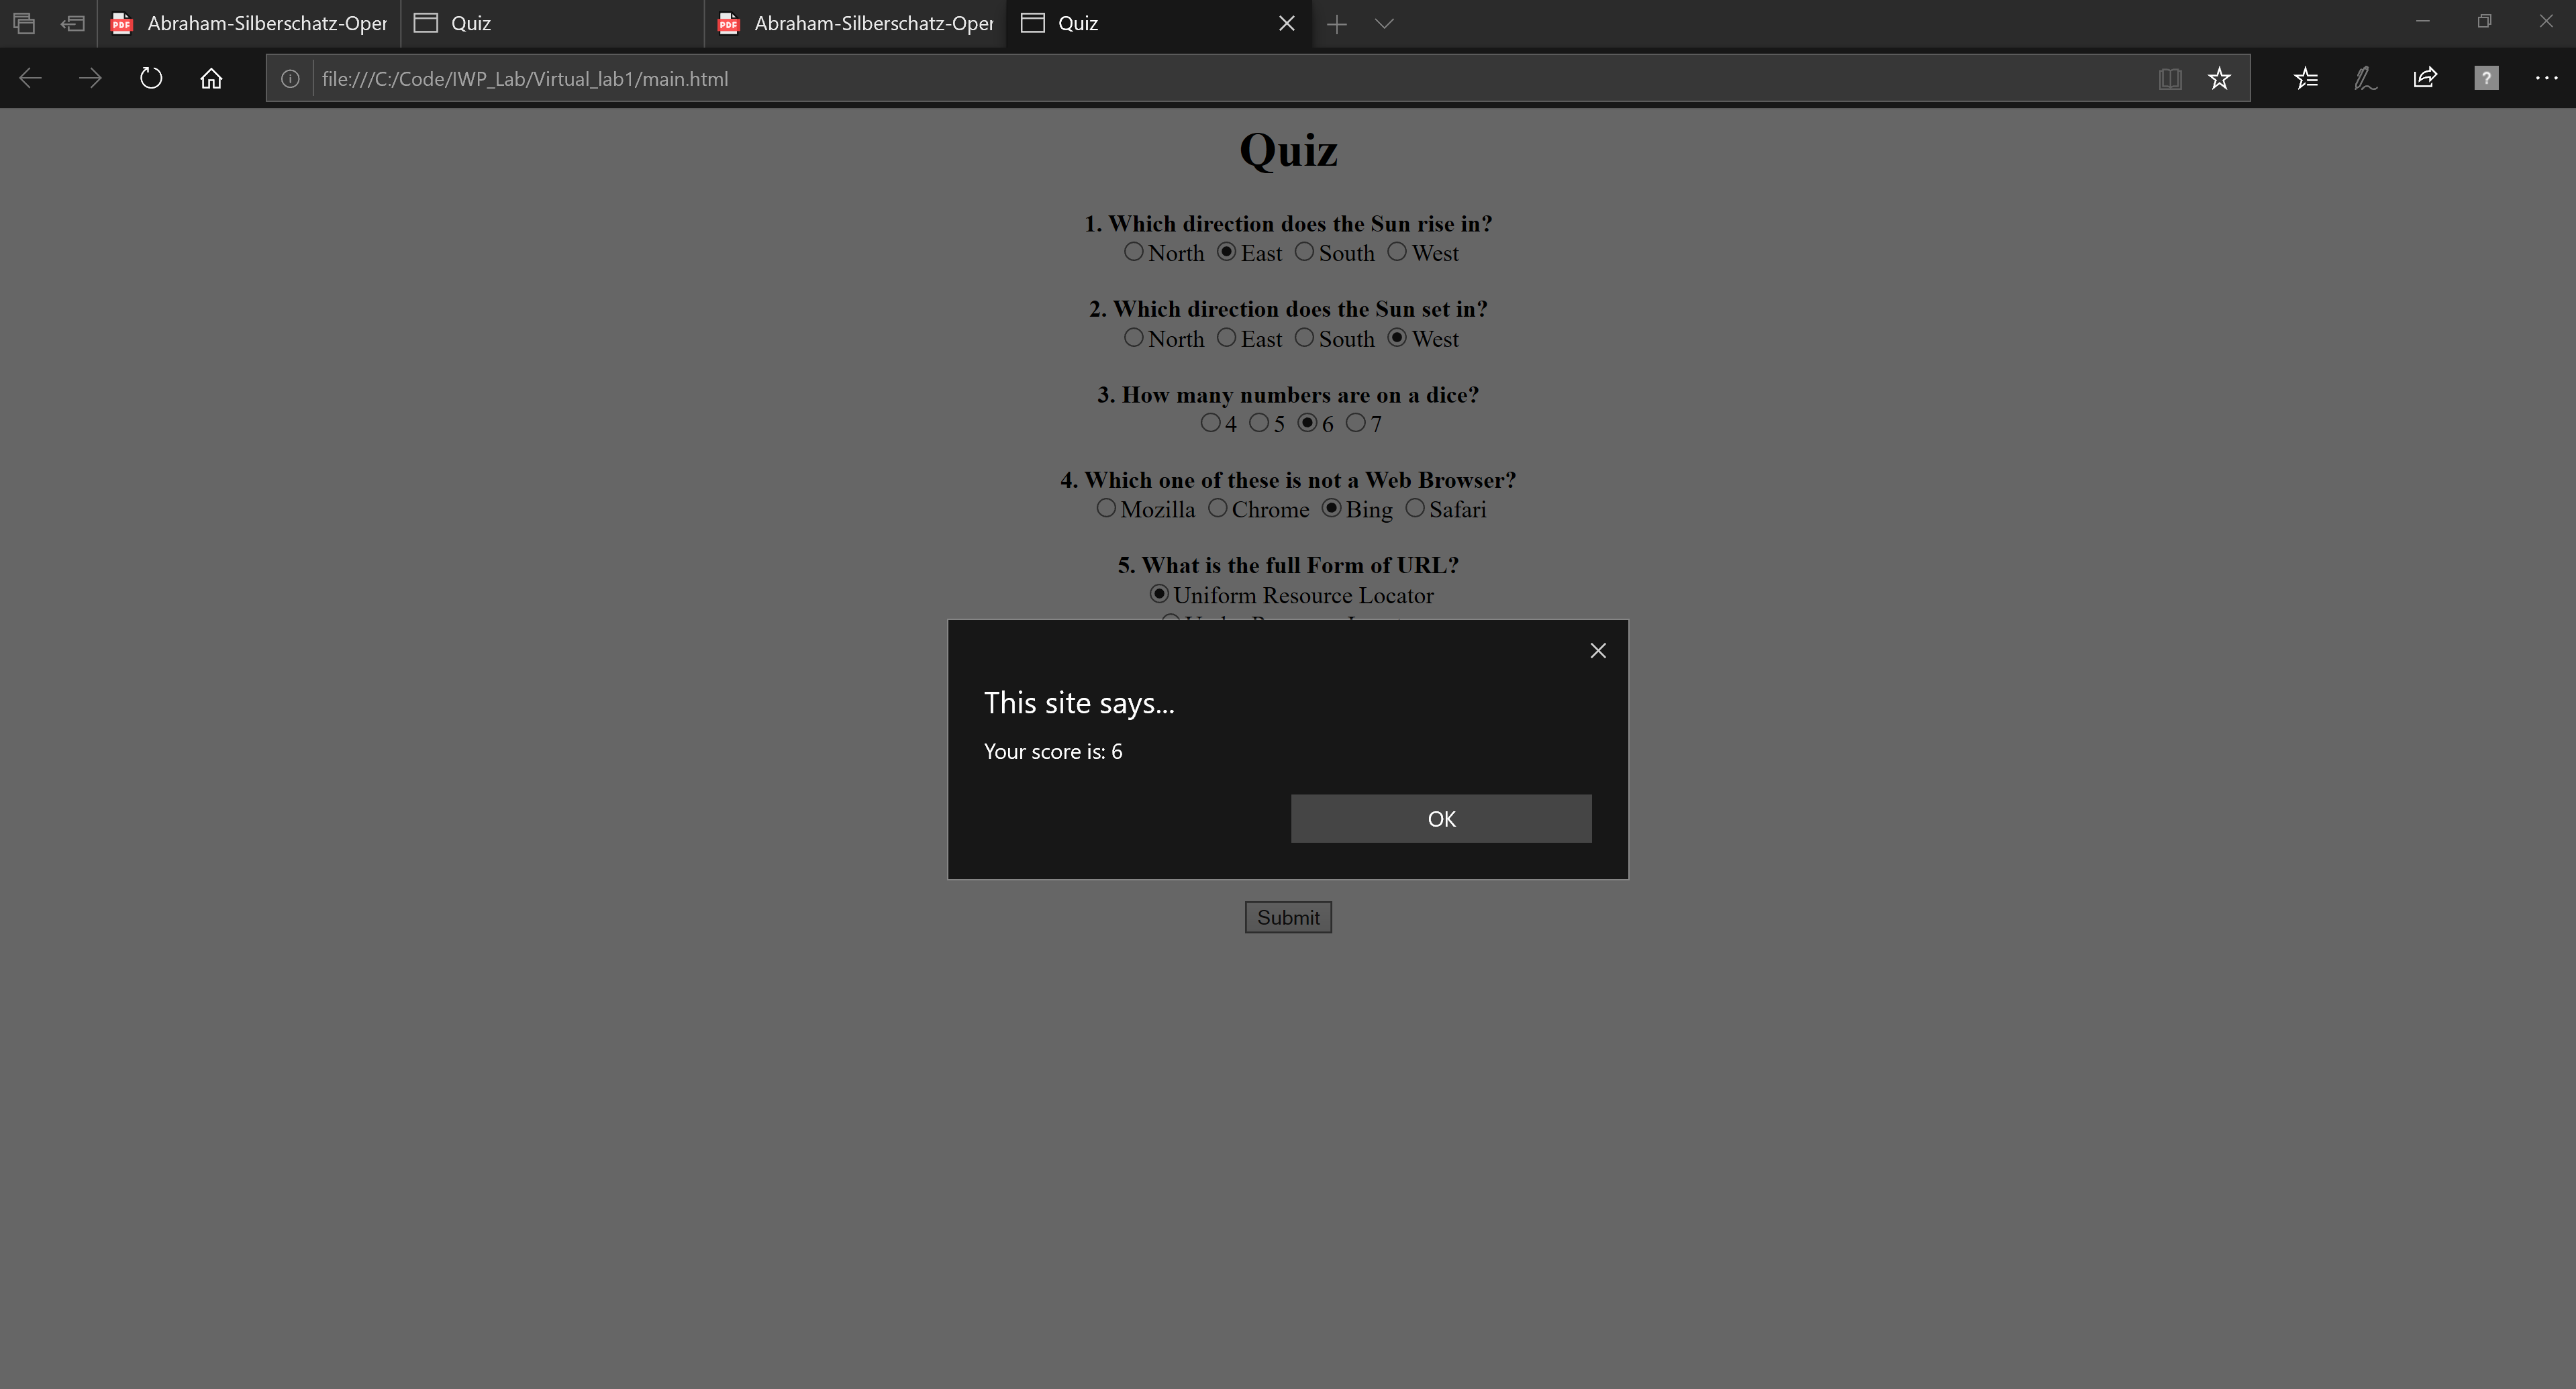 Abraham-Silberschatz-Oper
Quiz
Abraham-Silberschatz-Oper
Quiz
file:///C:/Code/IWP_Lab/Virtual_lab1/main.html
Quiz
1. Which direction does the Sun rise in?
North East South West
2. Which direction does the Sun set in?
North East South West
3. How many numbers are on a dice?
4 5 6 7
4. Which one of these is not a Web Browser?
Mozilla Chrome Bing Safari
5. What is the full Form of URL?
Uniform Resource Locator
This site says...
Your score is: 6
OK
Submit